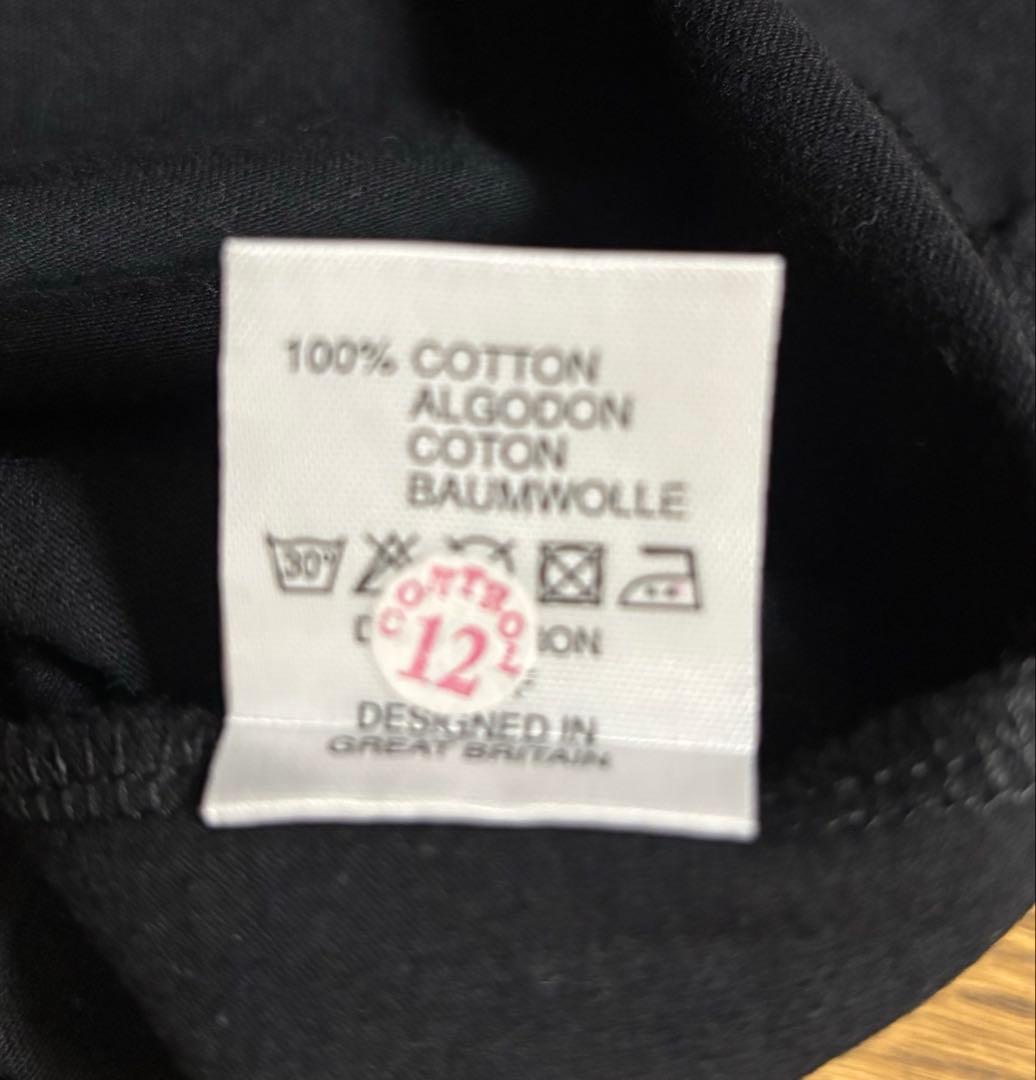 100% COTTON
ALGODON
COTON
BAUMWOLLE
30°
CONTROL
12
DESIGNED IN
GREAT BRITAIN